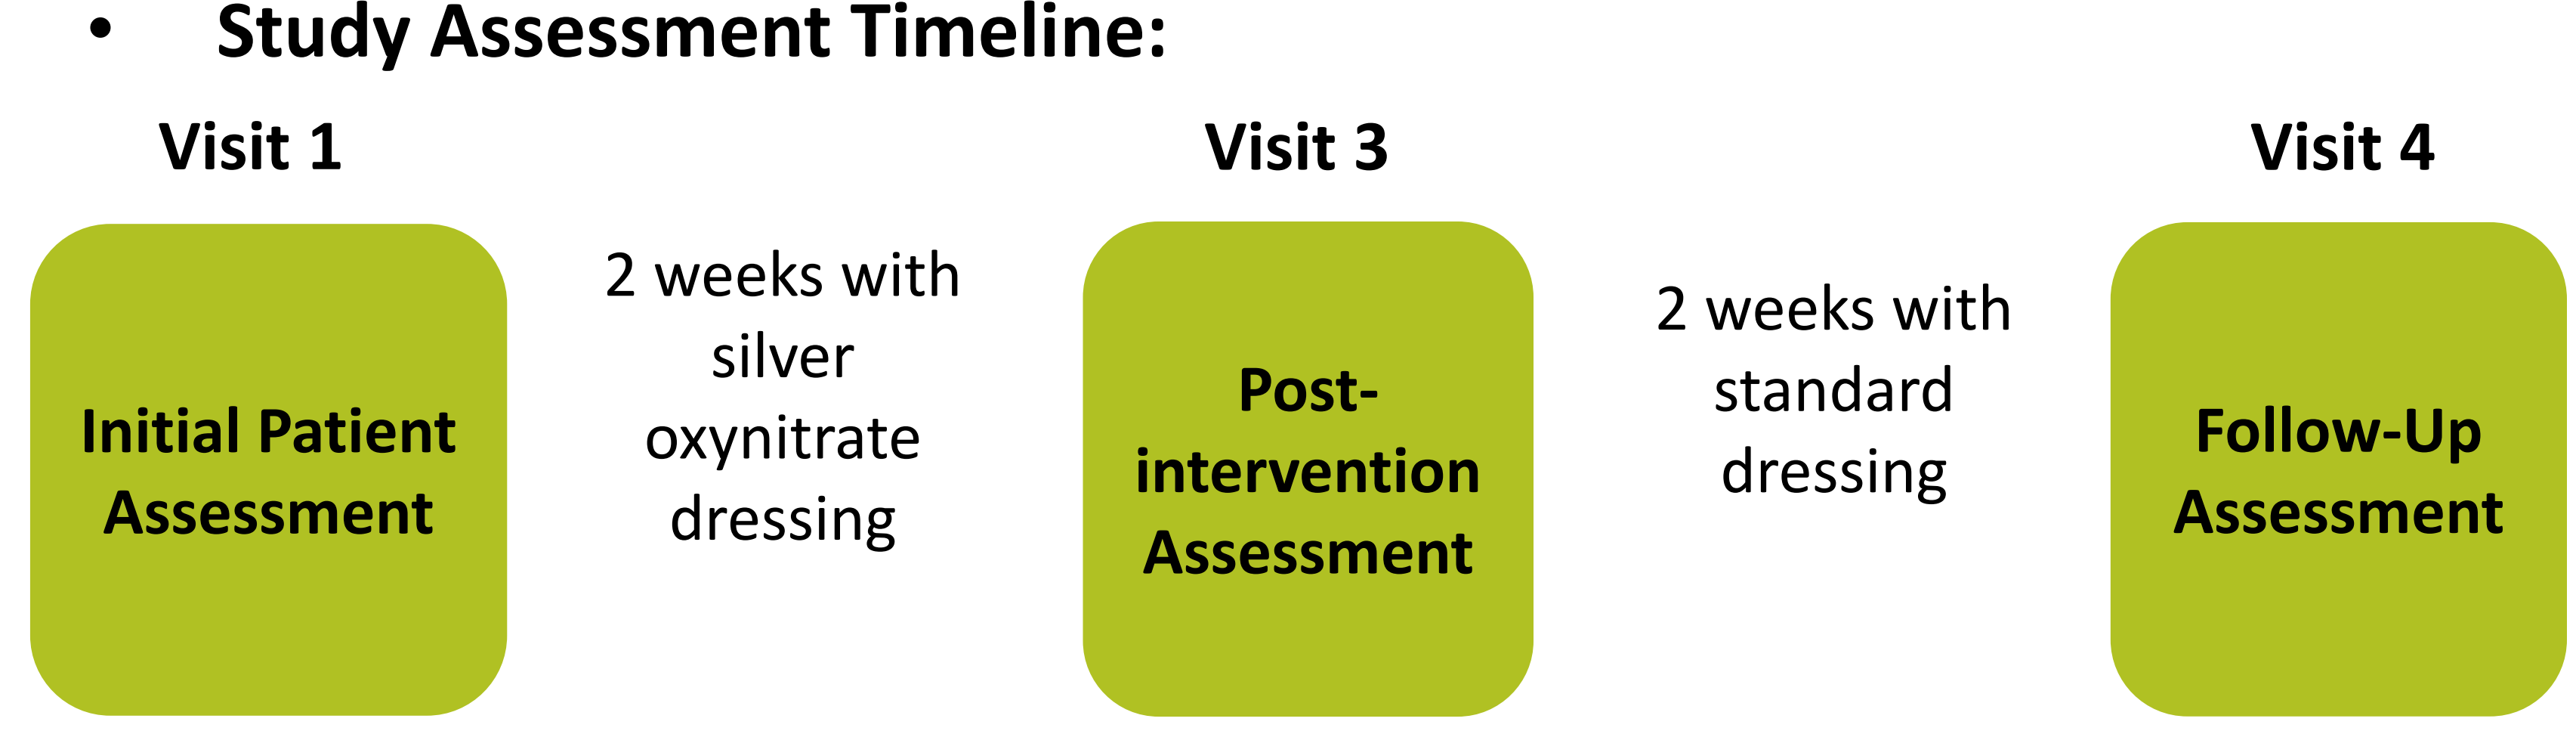 • Study Assessment Timeline:
Visit 1
Visit 3
Visit 4
Initial Patient
Assessment
2 weeks with
silver
oxynitrate
dressing
Post-
intervention
Assessment
2 weeks with
standard
dressing
Follow-Up
Assessment